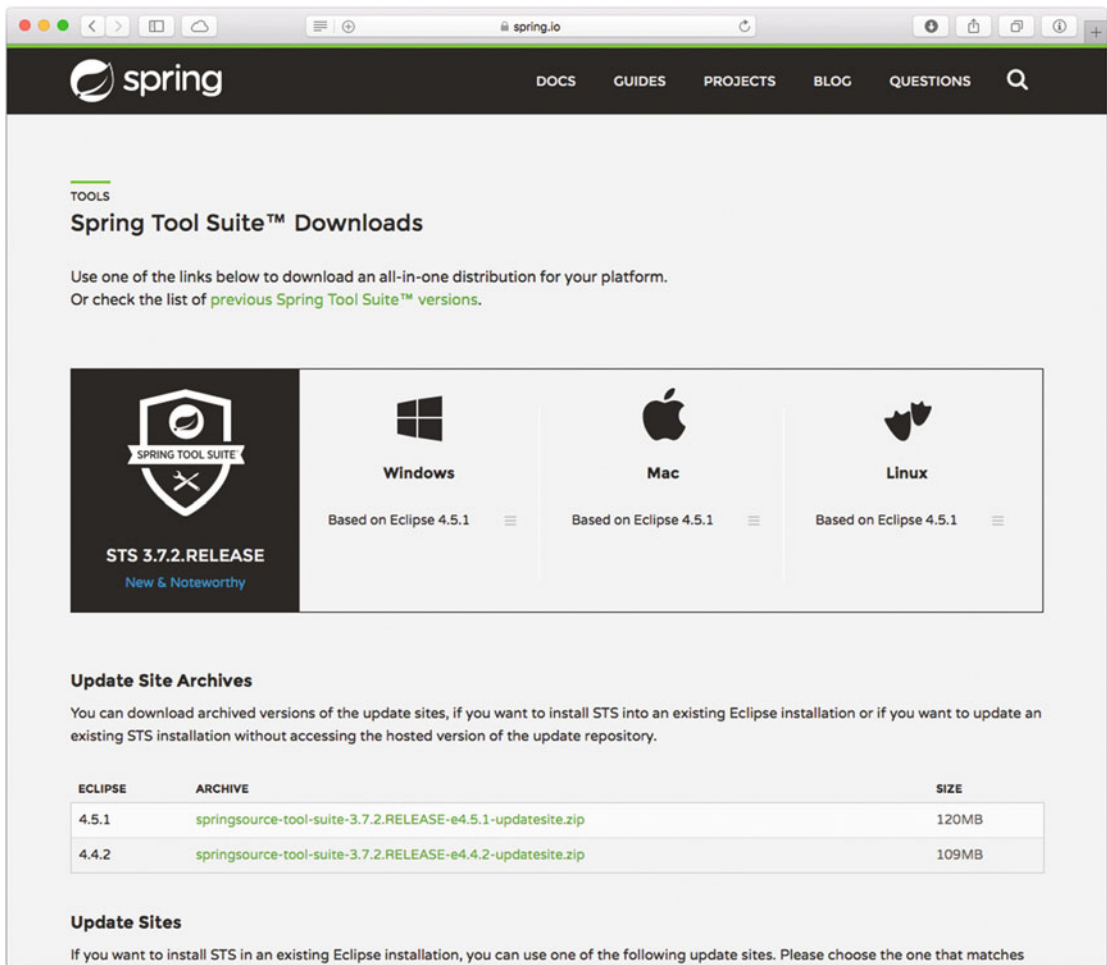 spring.io
spring
DOCS GUIDES PROJECTS BLOG QUESTIONS
TOOLS
Spring Tool Suite™ Downloads
Use one of the links below to download an all-in-one distribution for your platform.
Or check the list of previous Spring Tool Suite™ versions.
SPRING TOOL SUITE
STS 3.7.2.RELEASE
New & Noteworthy
Windows
Based on Eclipse 4.5.1
Mac
Based on Eclipse 4.5.1
Linux
Based on Eclipse 4.5.1
Update Site Archives
You can download archived versions of the update sites, if you want to install STS into an existing Eclipse installation or if you want to update an
existing STS installation without accessing the hosted version of the update repository.
ECLIPSE ARCHIVE SIZE
4.5.1 springsource-tool-suite-3.7.2.RELEASE-e4.5.1-updatesite.zip 120MB
4.4.2 springsource-tool-suite-3.7.2.RELEASE-e4.4.2-updatesite.zip 109MB
Update Sites
If you want to install STS in an existing Eclipse installation, you can use one of the following update sites. Please choose the one that matches